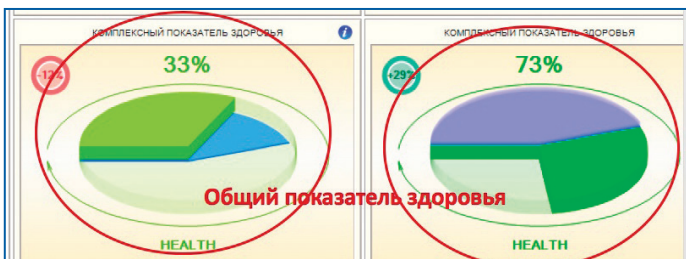 КОМПЛЕКСНЫЙ ПОКАЗАТЕЛЬ ЗДОРОВЬЯ
i
-12%
33%
HEALTH
КОМПЛЕКСНЫЙ ПОКАЗАТЕЛЬ ЗДОРОВЬЯ
+29%
73%
HEALTH
Общий показатель здоровья